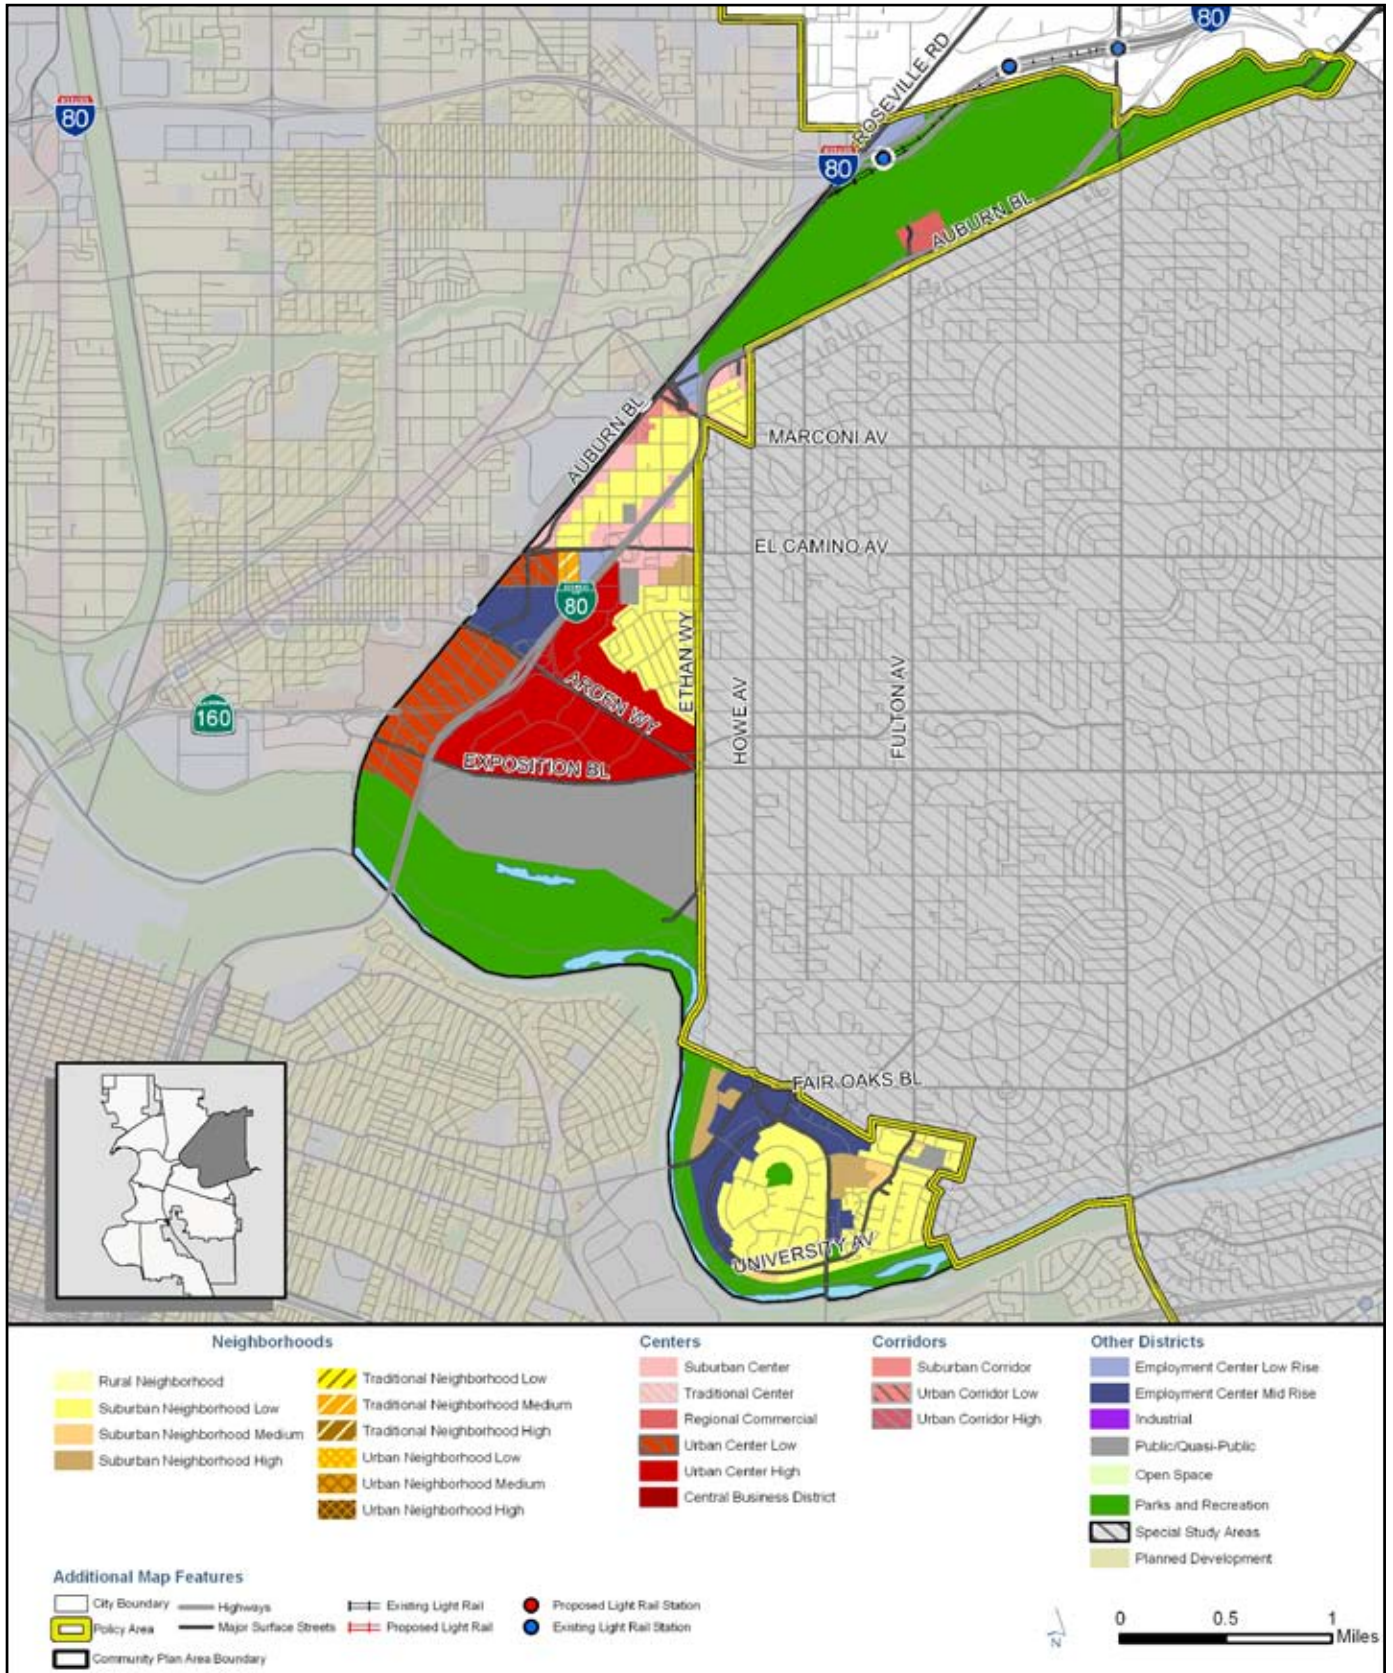 80
ROSEVILLE RD
80
80
AUBURN BL
AUBURN BL
MARCONI AV
EL CAMINO AV
80
ETHAN WY
HOWE AV
FULTON AV
ARDEN WY
160
EXPOSITION BL
FAIR OAKS BL
UNIVERSITY AV
Neighborhoods
Rural Neighborhood
Suburban Neighborhood Low
Suburban Neighborhood Medium
Suburban Neighborhood High
Traditional Neighborhood Low
Traditional Neighborhood Medium
Traditional Neighborhood High
Urban Neighborhood Low
Urban Neighborhood Medium
Urban Neighborhood High
Centers
Suburban Center
Traditional Center
Regional Commercial
Urban Center Low
Urban Center High
Central Business District
Corridors
Suburban Corridor
Urban Corridor Low
Urban Corridor High
Other Districts
Employment Center Low Rise
Employment Center Mid Rise
Industrial
Public/Quasi-Public
Open Space
Parks and Recreation
Special Study Areas
Planned Development
Additional Map Features
City Boundary
Policy Area
Community Plan Area Boundary
Highways
Major Surface Streets
Existing Light Rail
Proposed Light Rail
Proposed Light Rail Station
Existing Light Rail Station
N
0 0.5 1
Miles